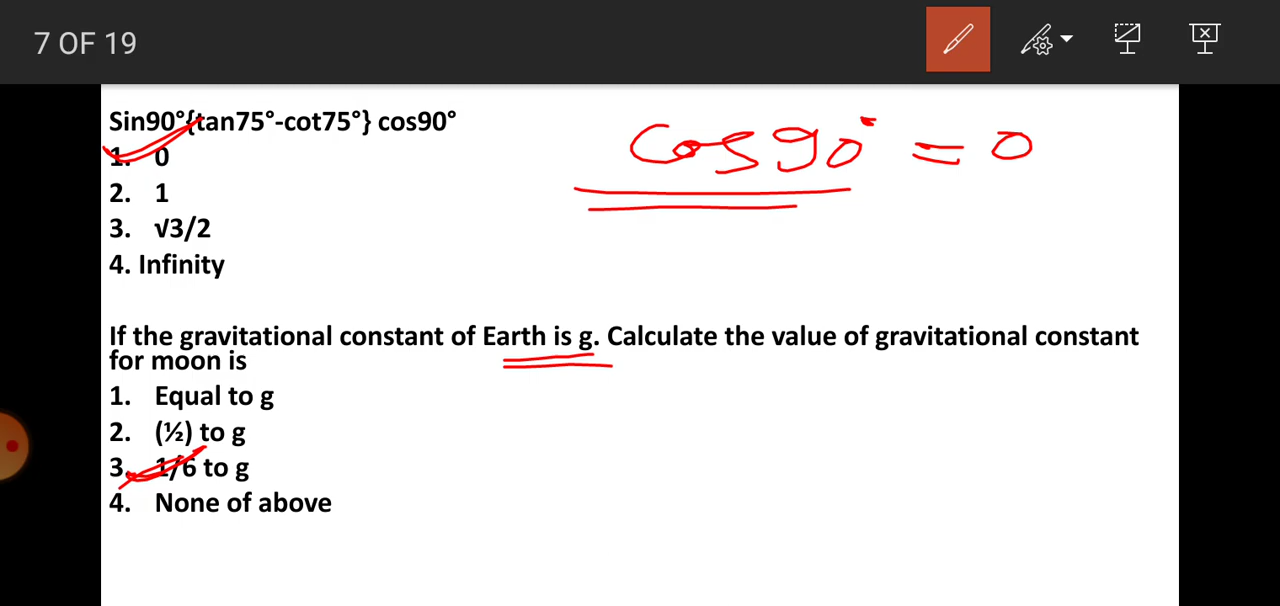 7 OF 19
Sin90°{tan75°-cot75°} cos90°
cos 90° = 0
1. 0
2. 1
3. √3/2
4. Infinity
If the gravitational constant of Earth is g. Calculate the value of gravitational constant
for moon is
1. Equal to g
2. (½) to g
3. 1/6 to g
4. None of above